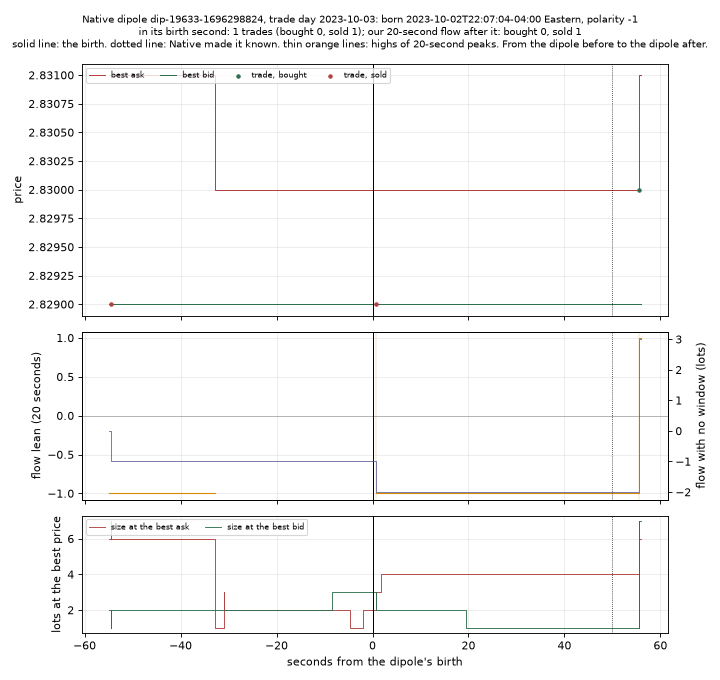 Native dipole dip-19633-1696298824, trade day 2023-10-03: born 2023-10-02T22:07:04-04:00 Eastern, polarity -1
in its birth second: 1 trades (bought 0, sold 1); our 20-second flow after it: bought 0, sold 1
solid line: the birth. dotted line: Native made it known. thin orange lines: highs of 20-second peaks. From the dipole before to the dipole after.
best ask best bid trade, bought trade, sold
2.83100
2.83075
2.83050
2.83025
2.83000
2.82975
2.82950
2.82925
2.82900
price
1.0
0.5
0.0
−0.5
−1.0
flow lean (20 seconds)
3
2
1
0
−1
−2
flow with no window (lots)
size at the best ask size at the best bid
6
4
2
lots at the best price
−60 −40 −20 0 20 40 60
seconds from the dipole's birth